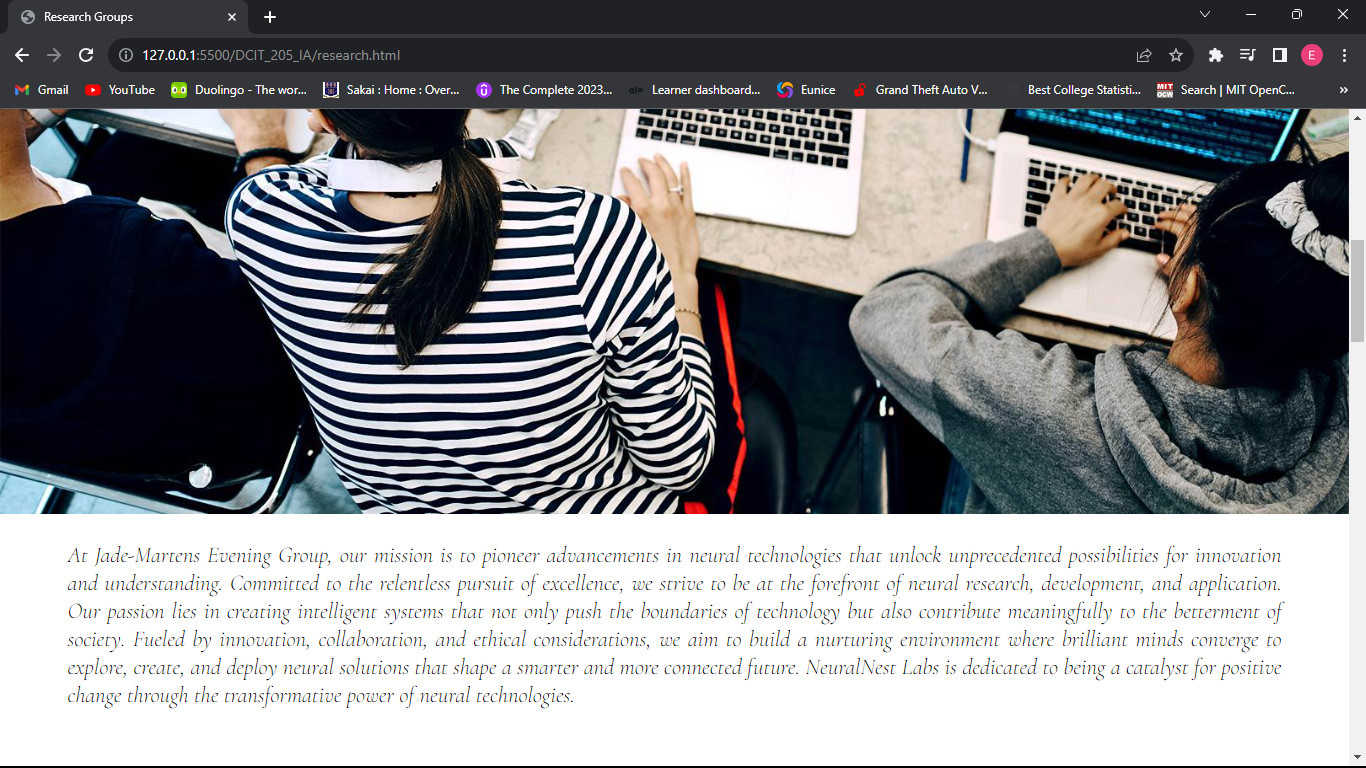 Research Groups
127.0.0.1:5500/DCIT_205_IA/research.html
E
Gmail YouTube Duolingo - The wor... Sakai : Home : Over... The Complete 2023... Learner dashboard... Eunice Grand Theft Auto V... Best College Statisti... MIT OCW Search | MIT OpenC... »
At Jade-Martens Evening Group, our mission is to pioneer advancements in neural technologies that unlock unprecedented possibilities for innovation
and understanding. Committed to the relentless pursuit of excellence, we strive to be at the forefront of neural research, development, and application.
Our passion lies in creating intelligent systems that not only push the boundaries of technology but also contribute meaningfully to the betterment of
society. Fueled by innovation, collaboration, and ethical considerations, we aim to build a nurturing environment where brilliant minds converge to
explore, create, and deploy neural solutions that shape a smarter and more connected future. NeuralNest Labs is dedicated to being a catalyst for positive
change through the transformative power of neural technologies.